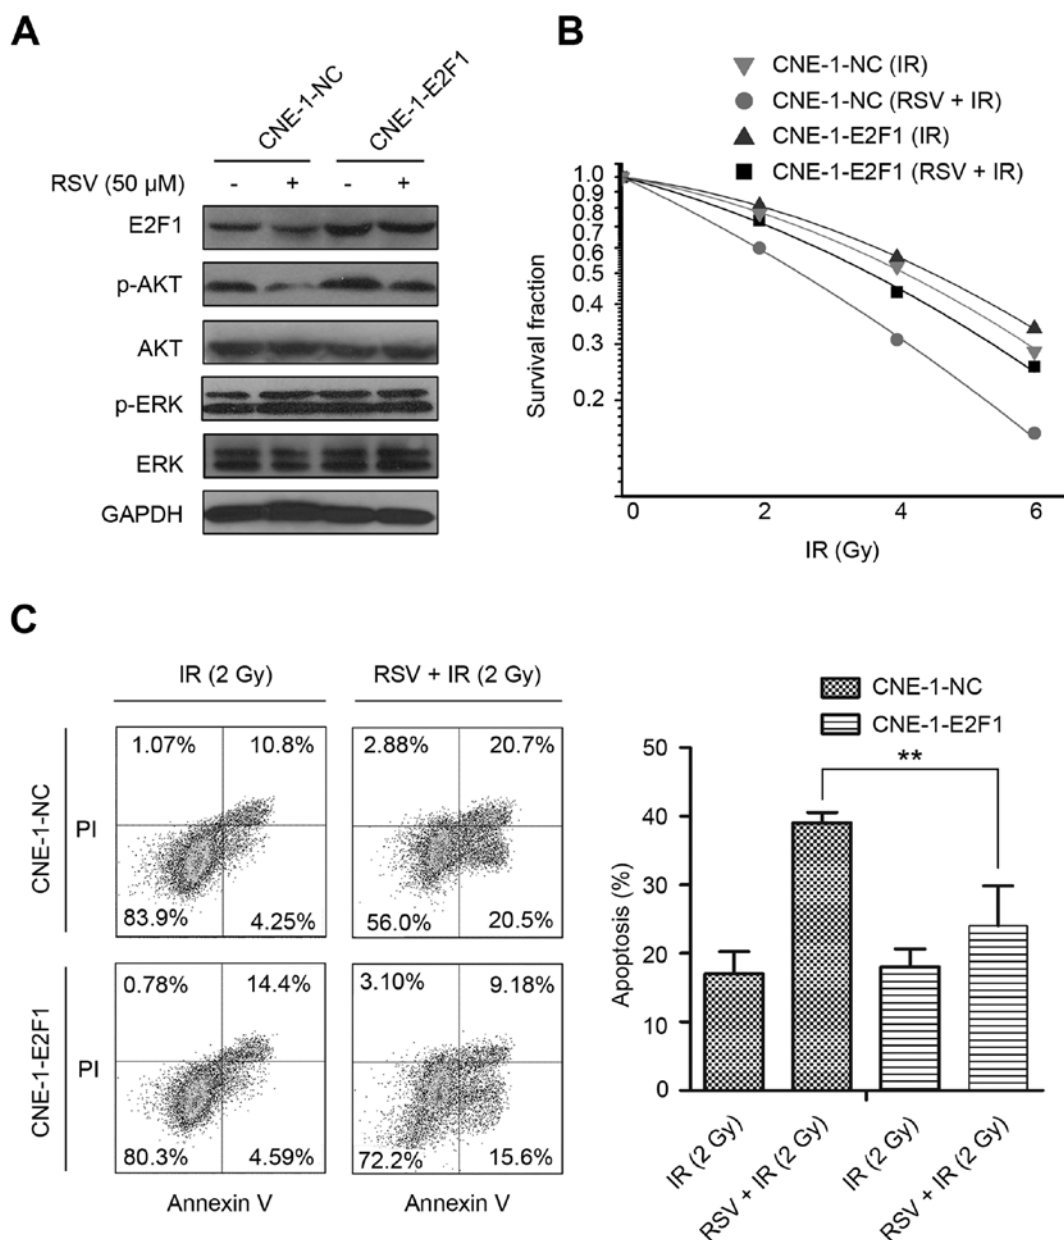 A
CNE-1-NC
CNE-1-E2F1
RSV (50 µM) - + - +
E2F1
p-AKT
AKT
p-ERK
ERK
GAPDH
B
CNE-1-NC (IR)
CNE-1-NC (RSV + IR)
CNE-1-E2F1 (IR)
CNE-1-E2F1 (RSV + IR)
Survival fraction
1.0
0.9
0.8
0.7
0.6
0.5
0.4
0.3
0.2
0 2 4 6
IR (Gy)
C
IR (2 Gy) RSV + IR (2 Gy)
CNE-1-NC
PI
1.07% 10.8%
83.9% 4.25%
2.88% 20.7%
56.0% 20.5%
CNE-1-E2F1
PI
0.78% 14.4%
80.3% 4.59%
3.10% 9.18%
72.2% 15.6%
Annexin V Annexin V
CNE-1-NC
CNE-1-E2F1
**
Apoptosis (%)
50
40
30
20
10
0
IR (2 Gy)
RSV + IR (2 Gy)
IR (2 Gy)
RSV + IR (2 Gy)